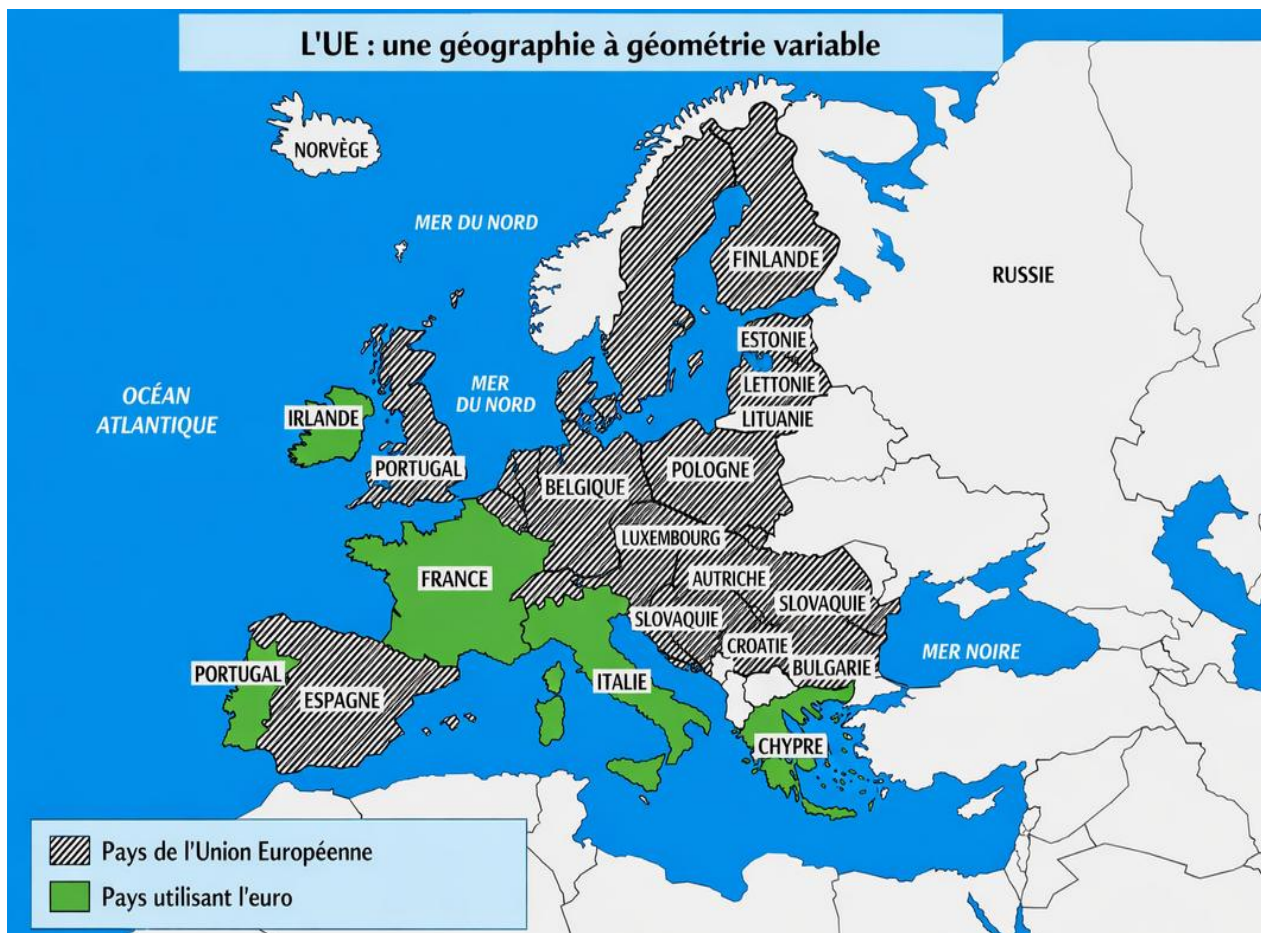 L'UE : une géographie à géométrie variable
NORVÈGE
MER DU NORD
FINLANDE
RUSSIE
ESTONIE
OCÉAN
ATLANTIQUE
MER
DU NORD
LETTONIE
IRLANDE
LITUANIE
PORTUGAL
BELGIQUE
POLOGNE
LUXEMBOURG
FRANCE
AUTRICHE
SLOVAQUIE
SLOVAQUIE
CROATIE
MER NOIRE
BULGARIE
PORTUGAL
ESPAGNE
ITALIE
CHYPRE
Pays de l'Union Européenne
Pays utilisant l'euro